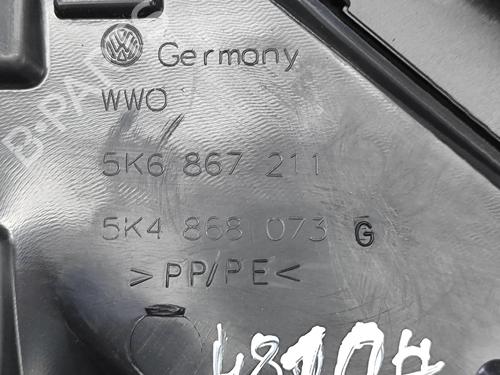 Germany
WWO
5K6 867 211
5K4 868 073 G
>PP/PE<